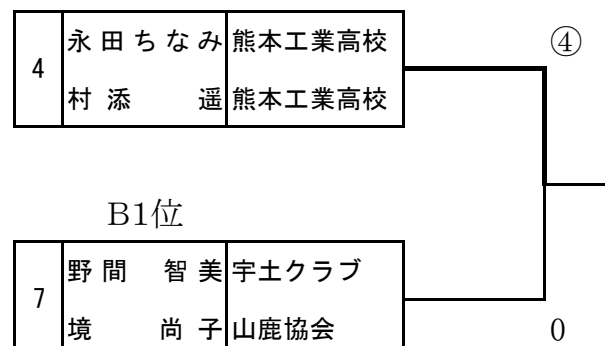 永田ちなみ 熊本工業高校 ④
4
村添 遥 熊本工業高校
B1位
野間 智美 宇土クラブ
7
境 尚子 山鹿協会 0